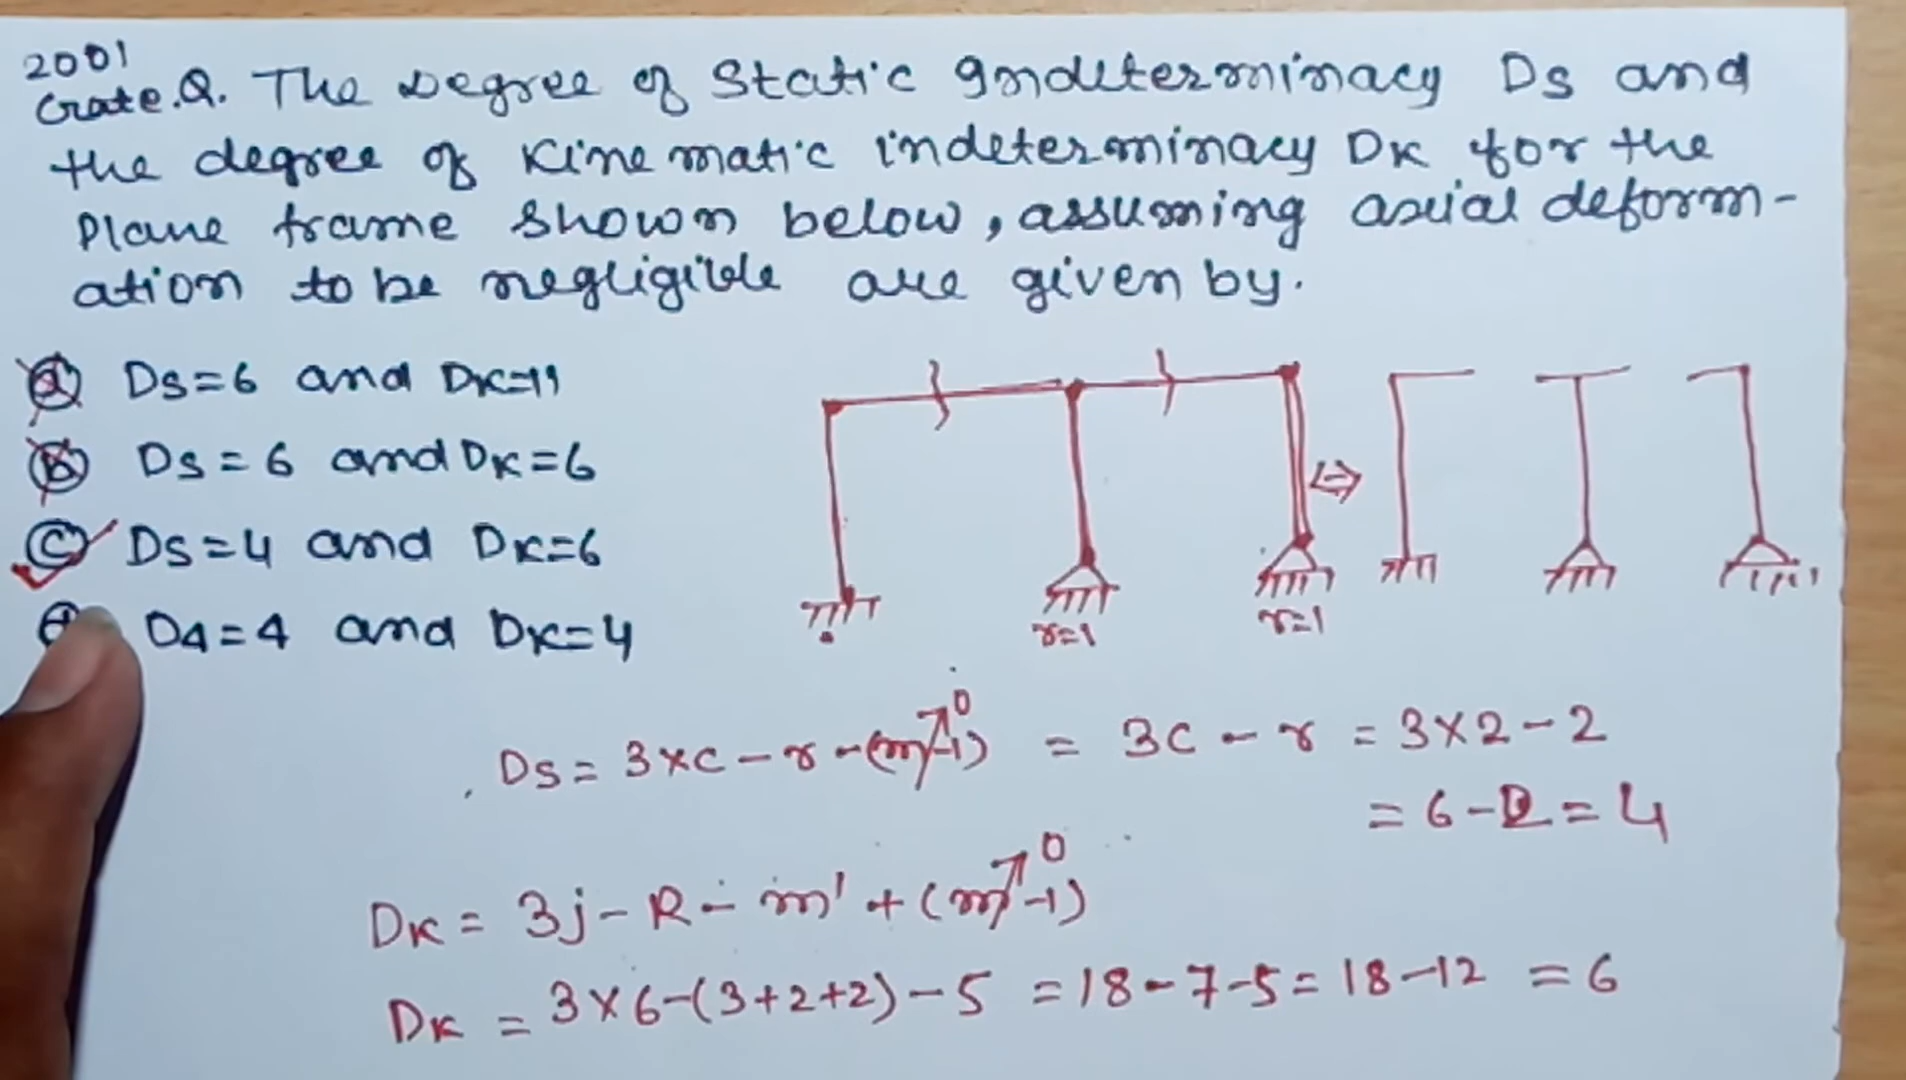 2001
Gate.Q. The Degree of Static Indeterminacy Ds and
the degree of Kinematic indeterminacy DK for the
Plane frame shown below, assuming axial deform-
ation to be negligible are given by.
(a) Ds=6 and DK=11
(b) Ds = 6 and DK=6
(C) Ds=4 and DK=6
D4=4 and DK=4
r=1
r=1
Ds = 3×C - r - (m-1) 0 = 3C - r = 3×2-2
= 6-2 = 4
DK = 3j - R - m' + (m-1) 0
DK = 3×6-(3+2+2)-5 =18-7-5=18-12 =6